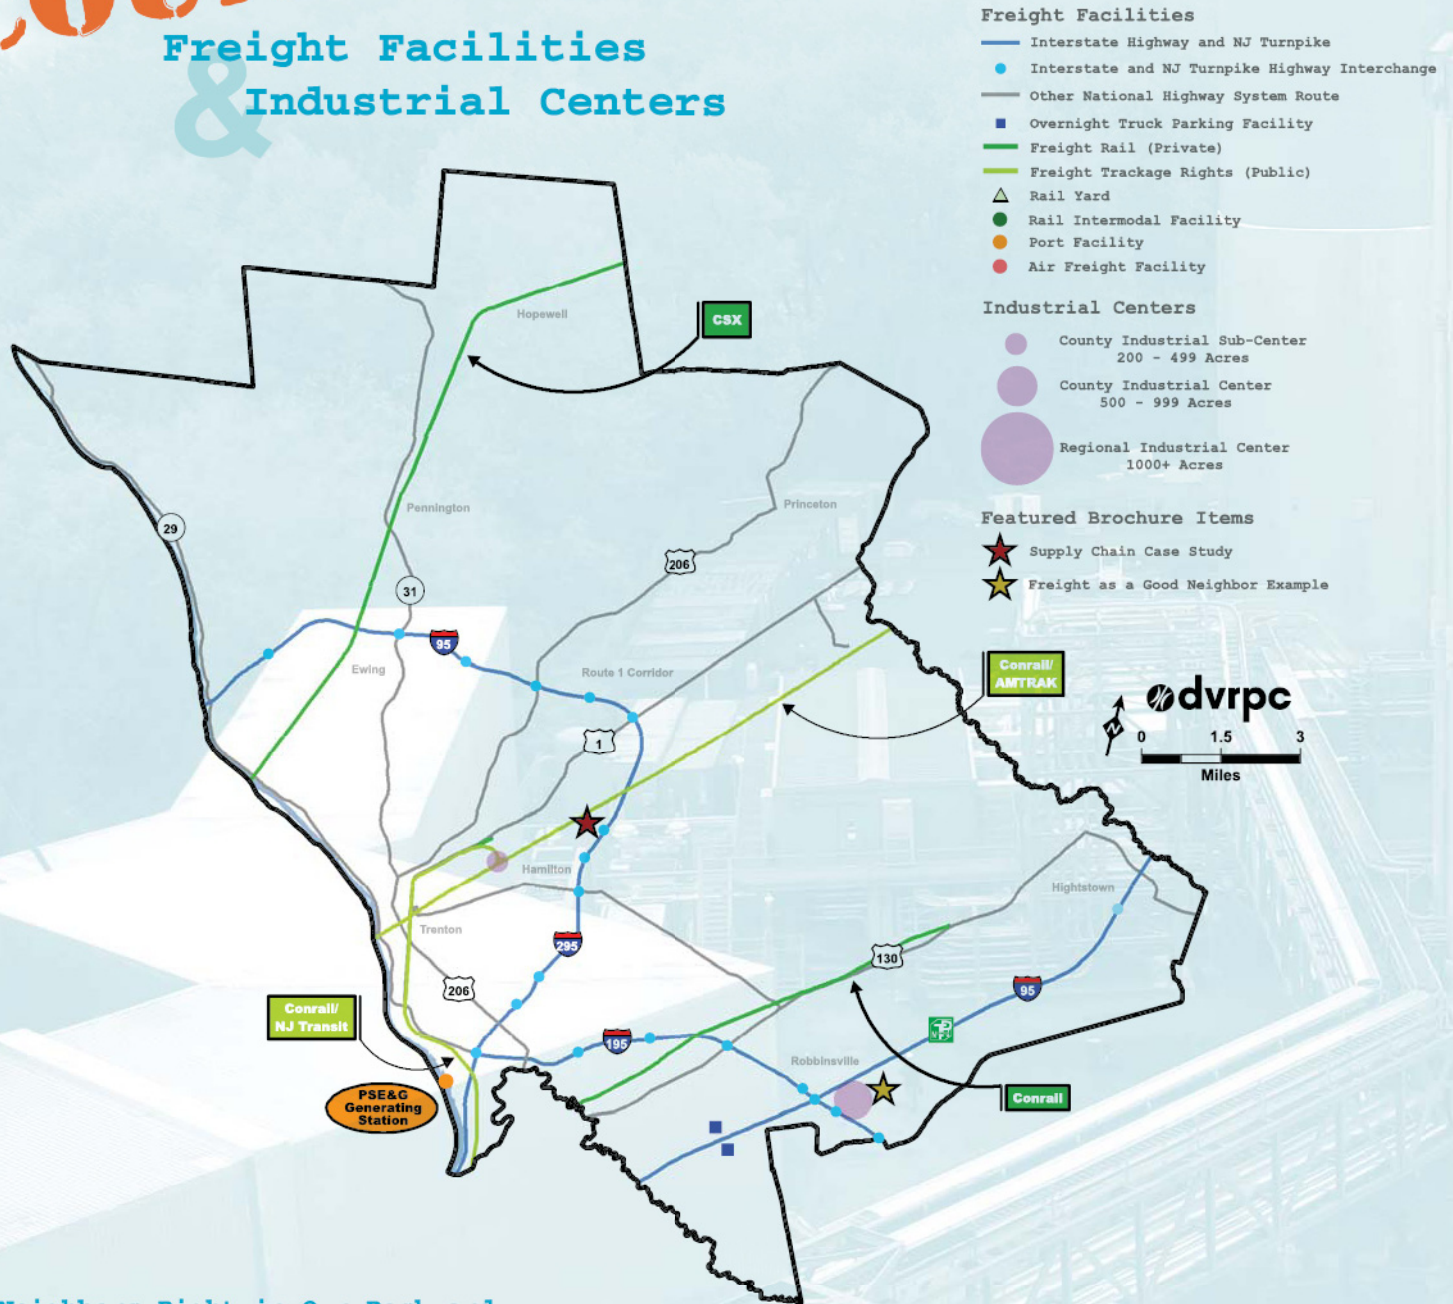 Freight Facilities
&
Industrial Centers
Freight Facilities
Interstate Highway and NJ Turnpike
Interstate and NJ Turnpike Highway Interchange
Other National Highway System Route
Overnight Truck Parking Facility
Freight Rail (Private)
Freight Trackage Rights (Public)
Rail Yard
Rail Intermodal Facility
Port Facility
Air Freight Facility
Industrial Centers
County Industrial Sub-Center
200 - 499 Acres
County Industrial Center
500 - 999 Acres
Regional Industrial Center
1000+ Acres
Featured Brochure Items
Supply Chain Case Study
Freight as a Good Neighbor Example
Hopewell
CSX
Pennington
Princeton
29
206
31
95
Ewing
Route 1 Corridor
Conrail/
AMTRAK
dvrpc
N
0 1.5 3
Miles
1
Hamilton
Hightstown
Trenton
295
130
206
95
Conrail/
NJ Transit
195
Robbinsville
PSE&G
Generating
Station
Conrail